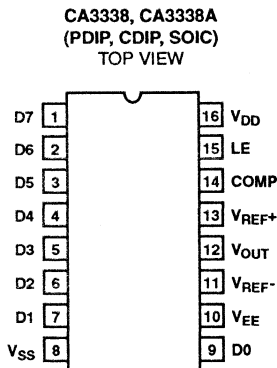 CA3338, CA3338A
(PDIP, CDIP, SOIC)
TOP VIEW
D7 1 16 VDD
D6 2 15 LE
D5 3 14 COMP
D4 4 13 VREF+
D3 5 12 VOUT
D2 6 11 VREF-
D1 7 10 VEE
VSS 8 9 D0